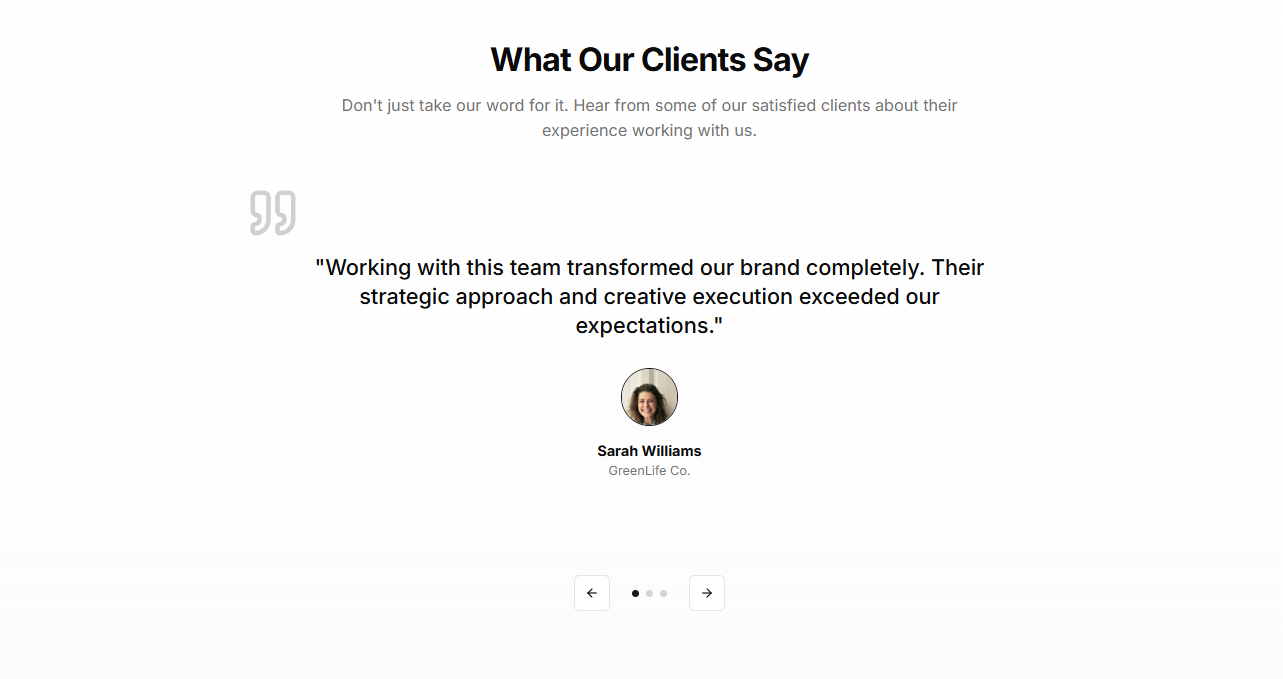 What Our Clients Say
Don't just take our word for it. Hear from some of our satisfied clients about their
experience working with us.
"Working with this team transformed our brand completely. Their
strategic approach and creative execution exceeded our
expectations."
Sarah Williams
GreenLife Co.